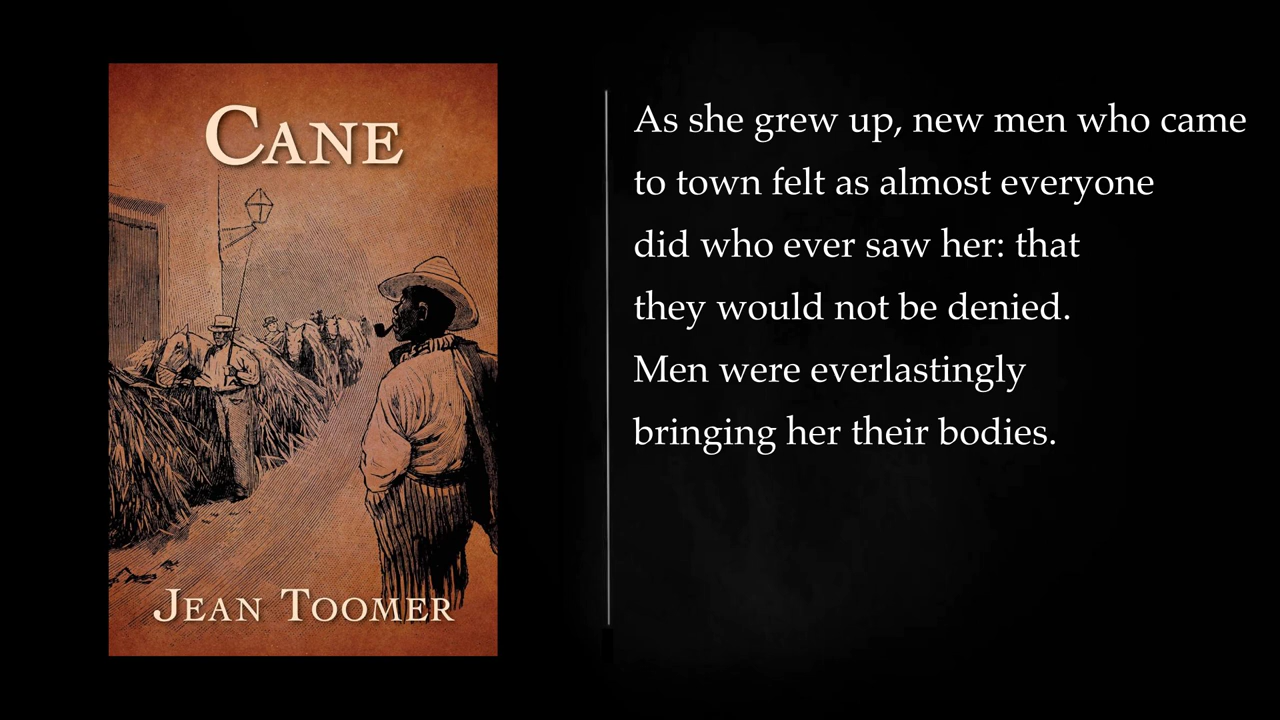 CANE
JEAN TOOMER
As she grew up, new men who came
to town felt as almost everyone
did who ever saw her: that
they would not be denied.
Men were everlastingly
bringing her their bodies.